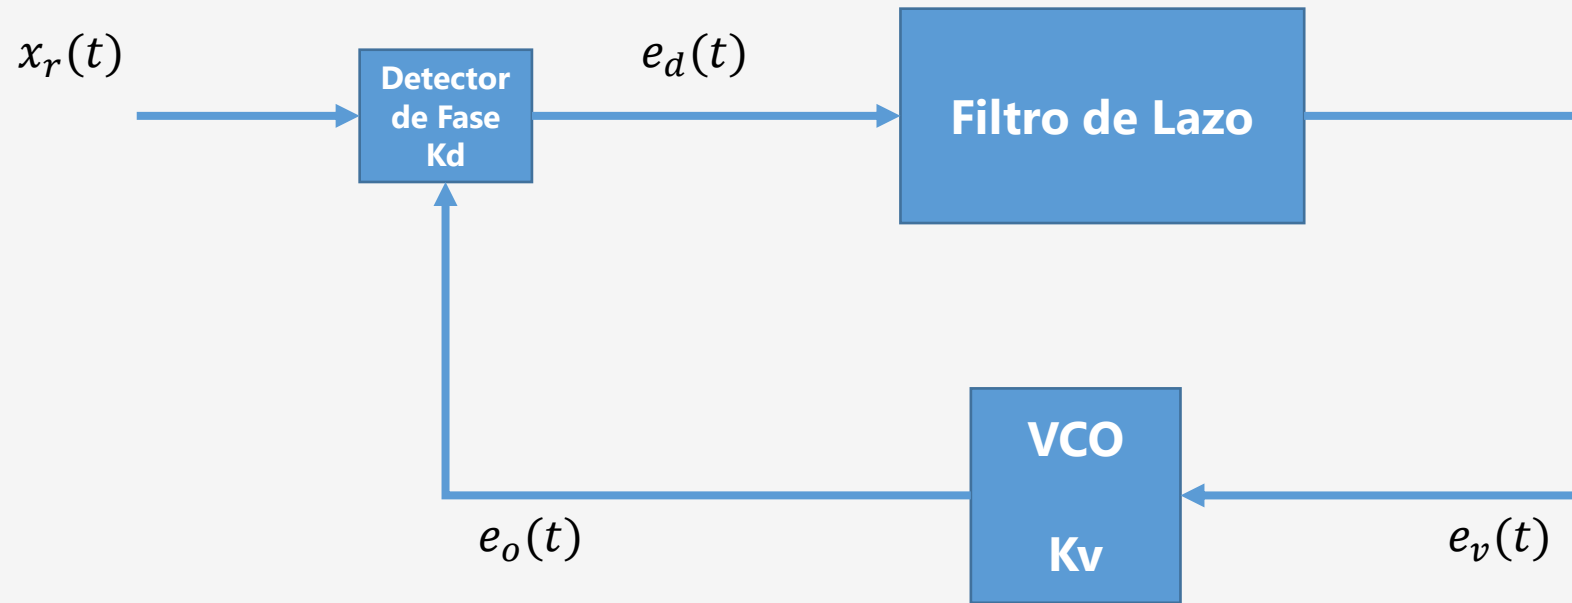 x_r(t)
Detector
de Fase
Kd
e_d(t)
Filtro de Lazo
VCO
Kv
e_o(t)
e_v(t)